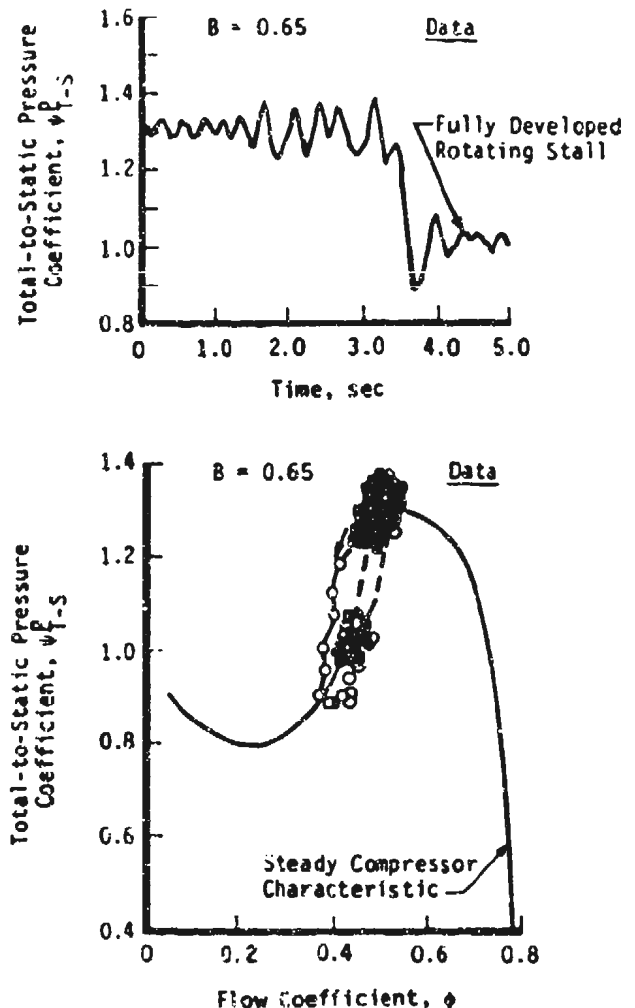 B = 0.65
Data
Total-to-Static Pressure
Coefficient, ψᴾT-S
1.6
1.4
1.2
1.0
0.8
Fully Developed
Rotating Stall
0
1.0
2.0
3.0
4.0
5.0
Time, sec
B = 0.65
Data
Total-to-Static Pressure
Coefficient, ψᴾT-S
1.4
1.2
1.0
0.8
0.6
0.4
Steady Compressor
Characteristic
0
0.2
0.4
0.6
0.8
Flow Coefficient, ϕ